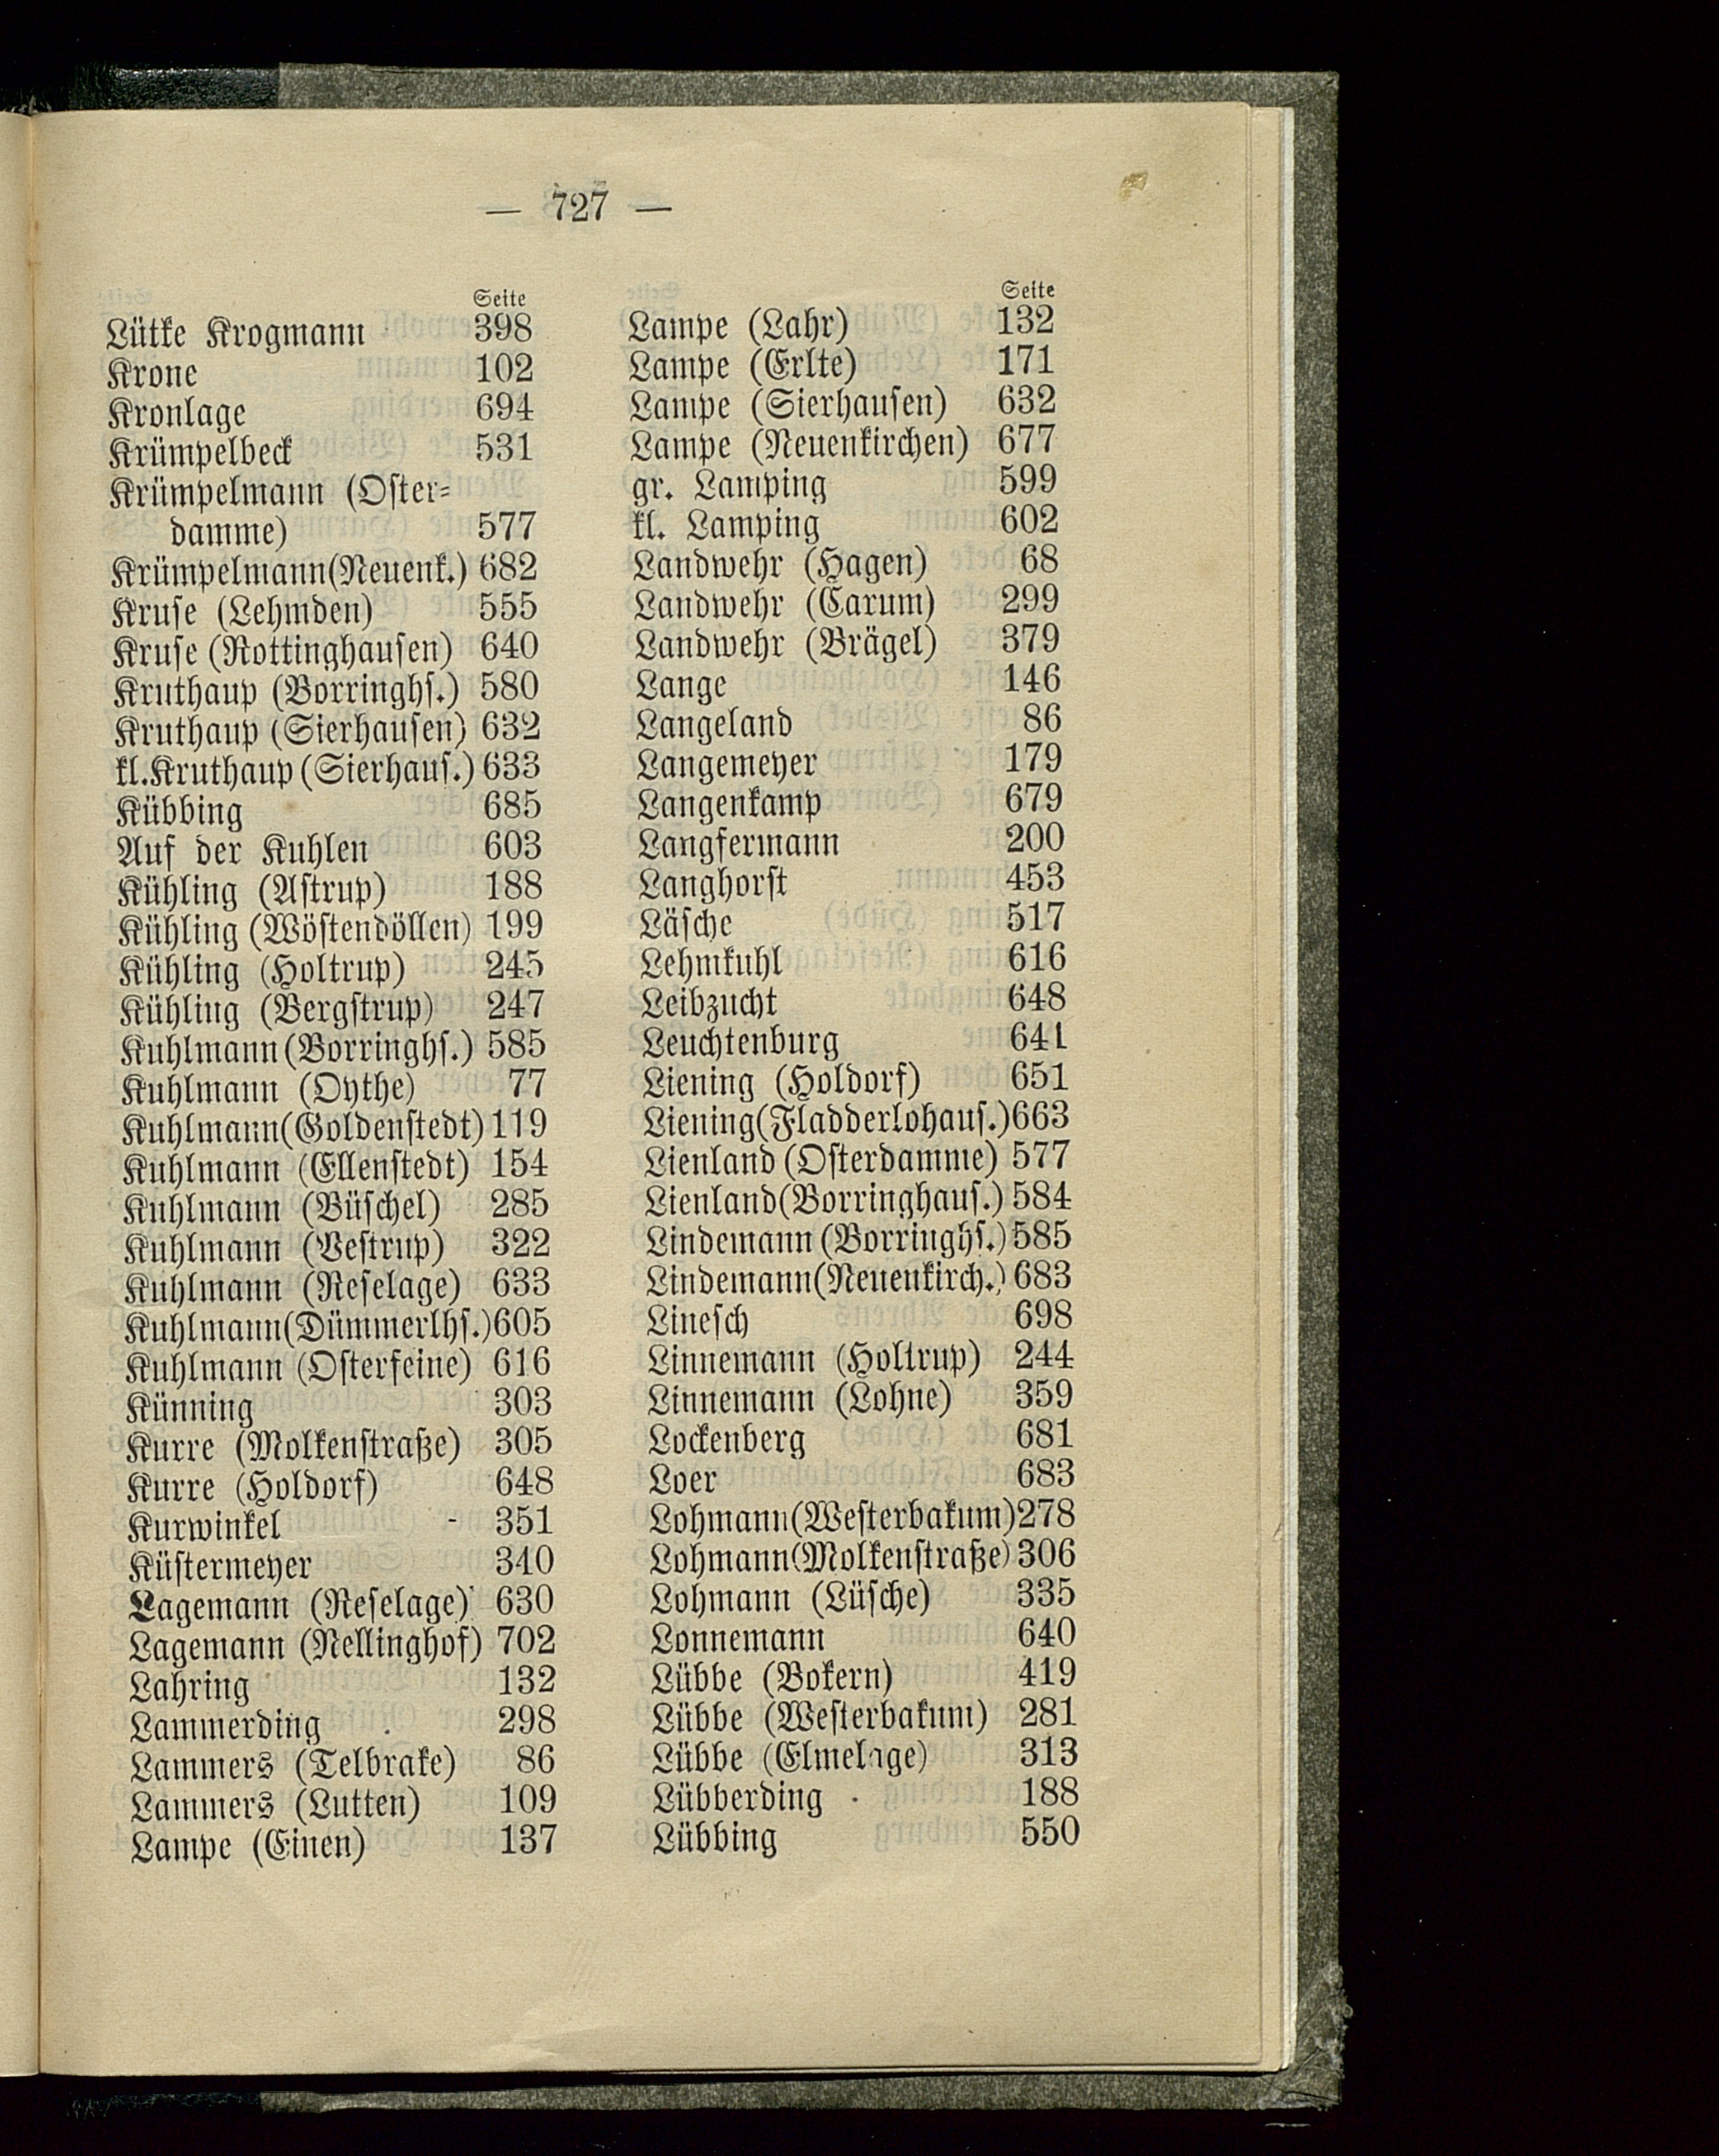 — 727 —
Seite
Lütke Krogmann 398
Krone 102
Kronlage 694
Krümpelbeck 531
Krümpelmann (Oster-
damme) 577
Krümpelmann(Neuenk.) 682
Kruse (Lehmden) 555
Kruse (Rottinghausen) 640
Kruthaup (Borringhs.) 580
Kruthaup (Sierhausen) 632
kl.Kruthaup (Sierhaus.) 633
Kübbing 685
Auf der Kuhlen 603
Kühling (Astrup) 188
Kühling (Wöstendöllen) 199
Kühling (Holtrup) 245
Kühling (Bergstrup) 247
Kuhlmann (Borringhs.) 585
Kuhlmann (Oythe) 77
Kuhlmann(Goldenstedt) 119
Kuhlmann (Ellenstedt) 154
Kuhlmann (Büschel) 285
Kuhlmann (Vestrup) 322
Kuhlmann (Reselage) 633
Kuhlmann(Dümmerlhs.)605
Kuhlmann (Osterfeine) 616
Künning 303
Kurre (Molkenstraße) 305
Kurre (Holdorf) 648
Kurwinkel 351
Küstermeyer 340
Lagemann (Reselage) 630
Lagemann (Nellinghof) 702
Lahring 132
Lammerding 298
Lammers (Telbrake) 86
Lammers (Lutten) 109
Lampe (Einen) 137
Seite
Lampe (Lahr) 132
Lampe (Erlte) 171
Lampe (Sierhausen) 632
Lampe (Neuenkirchen) 677
gr. Lamping 599
kl. Lamping 602
Landwehr (Hagen) 68
Landwehr (Carum) 299
Landwehr (Brägel) 379
Lange 146
Langeland 86
Langemeyer 179
Langenkamp 679
Langfermann 200
Langhorst 453
Läsche 517
Lehmkuhl 616
Leibzucht 648
Leuchtenburg 641
Liening (Holdorf) 651
Liening(Fladderlohaus.)663
Lienland (Osterdamme) 577
Lienland(Borringhaus.) 584
Lindemann (Borringhs.) 585
Lindemann(Neuenkirch.) 683
Linesch 698
Linnemann (Holtrup) 244
Linnemann (Lohne) 359
Lockenberg 681
Loer 683
Lohmann(Westerbakum)278
Lohmann(Molkenstraße) 306
Lohmann (Lüsche) 335
Lonnemann 640
Lübbe (Bokern) 419
Lübbe (Westerbakum) 281
Lübbe (Elmelage) 313
Lübberding 188
Lübbing 550